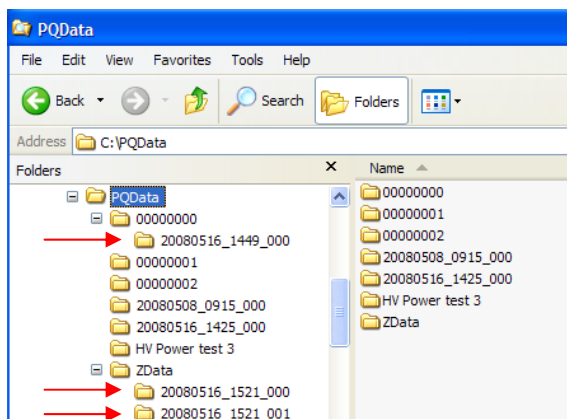 PQData
File Edit View Favorites Tools Help
Back Search Folders
Address C:\PQData
Folders x
PQData
00000000
20080516_1449_000
00000001
00000002
20080508_0915_000
20080516_1425_000
HV Power test 3
ZData
20080516_1521_000
20080516_1521_001
Name
00000000
00000001
00000002
20080508_0915_000
20080516_1425_000
HV Power test 3
ZData